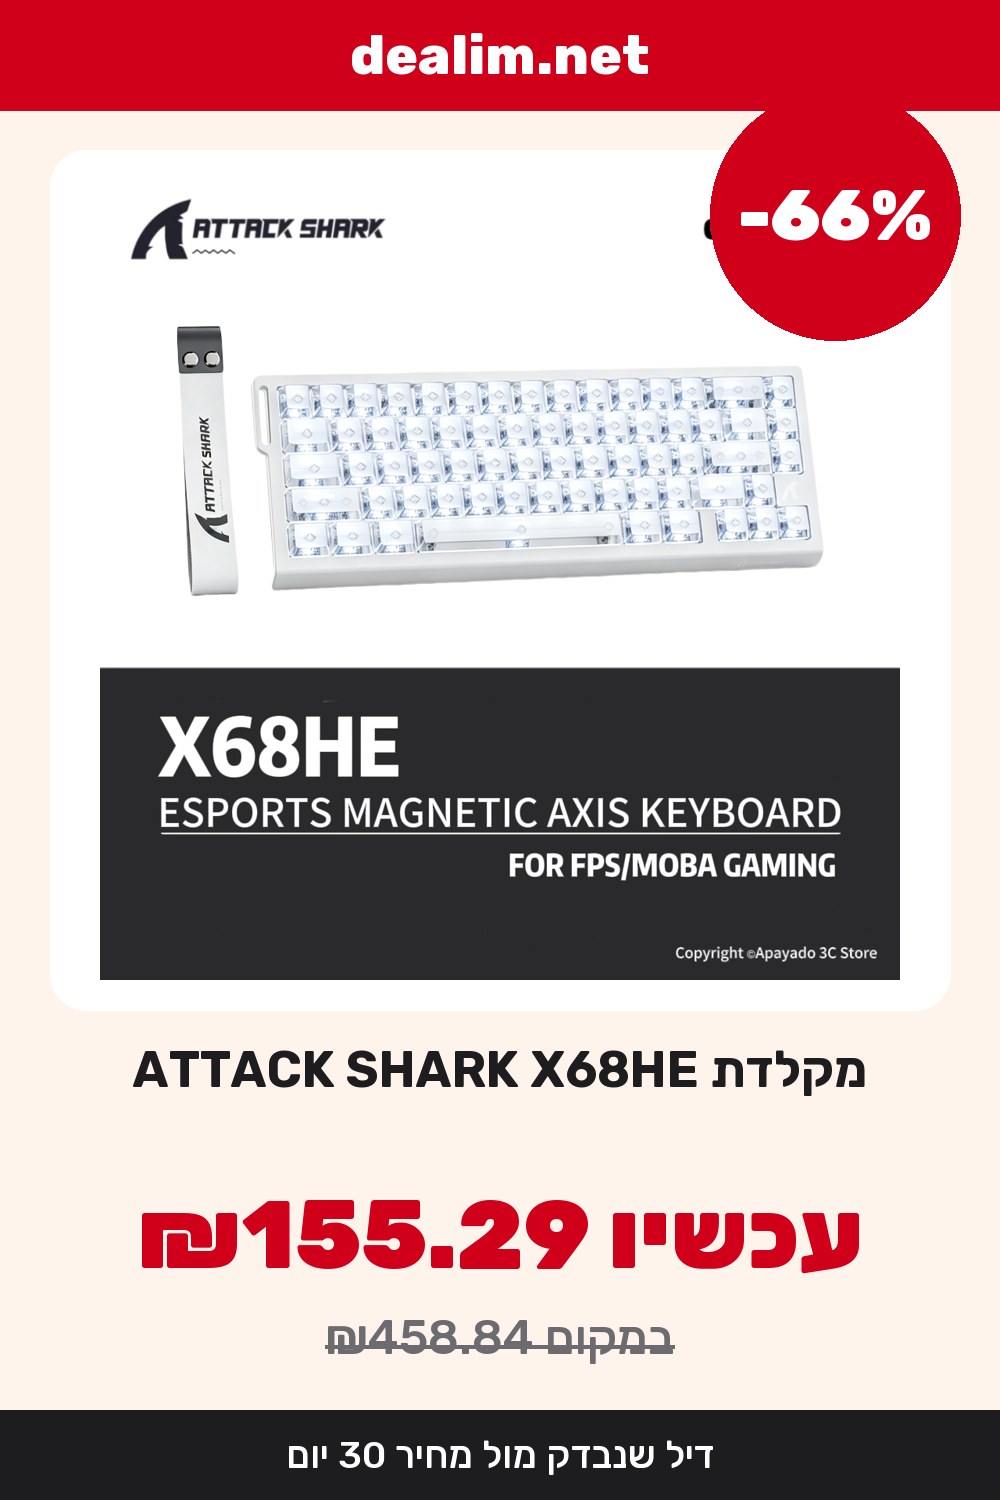 dealim.net
-66%
ATTACK SHARK
ATTACK SHARK
X68HE
ESPORTS MAGNETIC AXIS KEYBOARD
FOR FPS/MOBA GAMING
Copyright ©Apayado 3C Store
מקלדת ATTACK SHARK X68HE
עכשיו 155.29₪
במקום 458.84₪
דיל שנבדק מול מחיר 30 יום